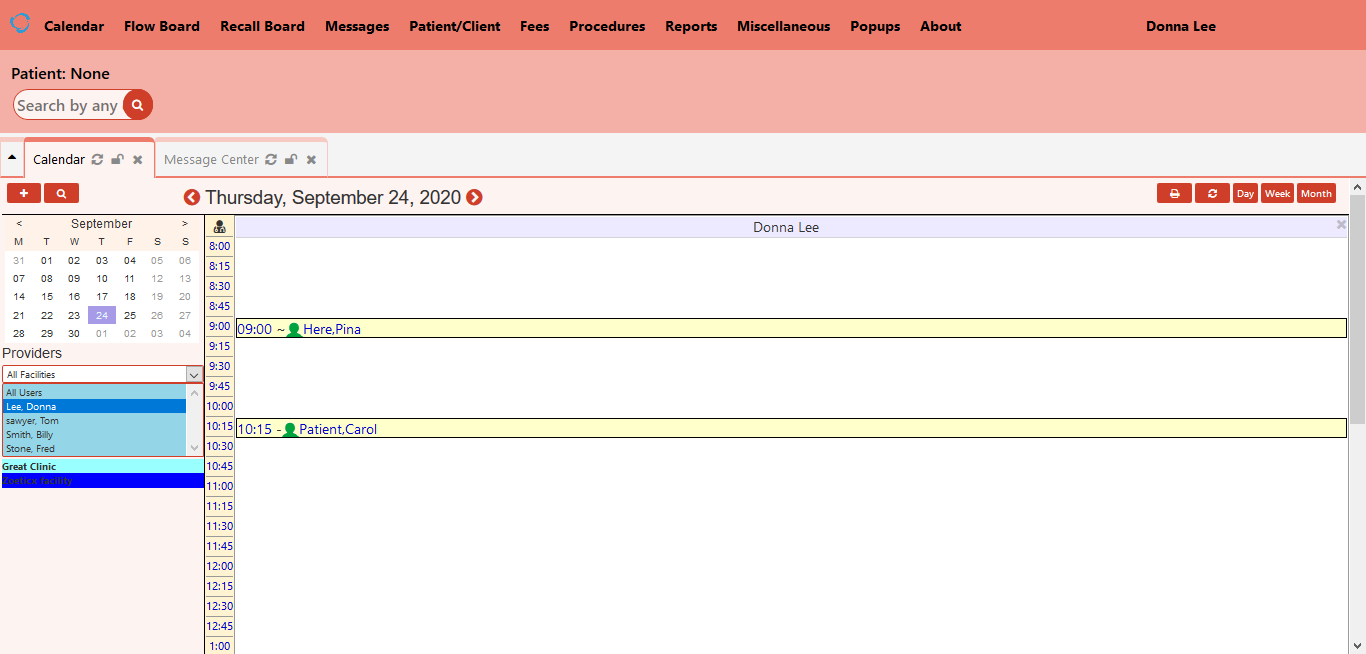 Calendar Flow Board Recall Board Messages Patient/Client Fees Procedures Reports Miscellaneous Popups About Donna Lee
Patient: None
Search by any
Calendar Message Center
Thursday, September 24, 2020 Day Week Month
< September >
M T W T F S S
31 01 02 03 04 05 06
07 08 09 10 11 12 13
14 15 16 17 18 19 20
21 22 23 24 25 26 27
28 29 30 01 02 03 04
Providers
All Facilities
All Users
Lee, Donna
sawyer, Tom
Smith, Billy
Stone, Fred
Great Clinic
Zoeticx facility
Donna Lee
8:00
8:15
8:30
8:45
9:00 09:00 ~ Here,Pina
9:15
9:30
9:45
10:00
10:15 10:15 - Patient,Carol
10:30
10:45
11:00
11:15
11:30
11:45
12:00
12:15
12:30
12:45
1:00